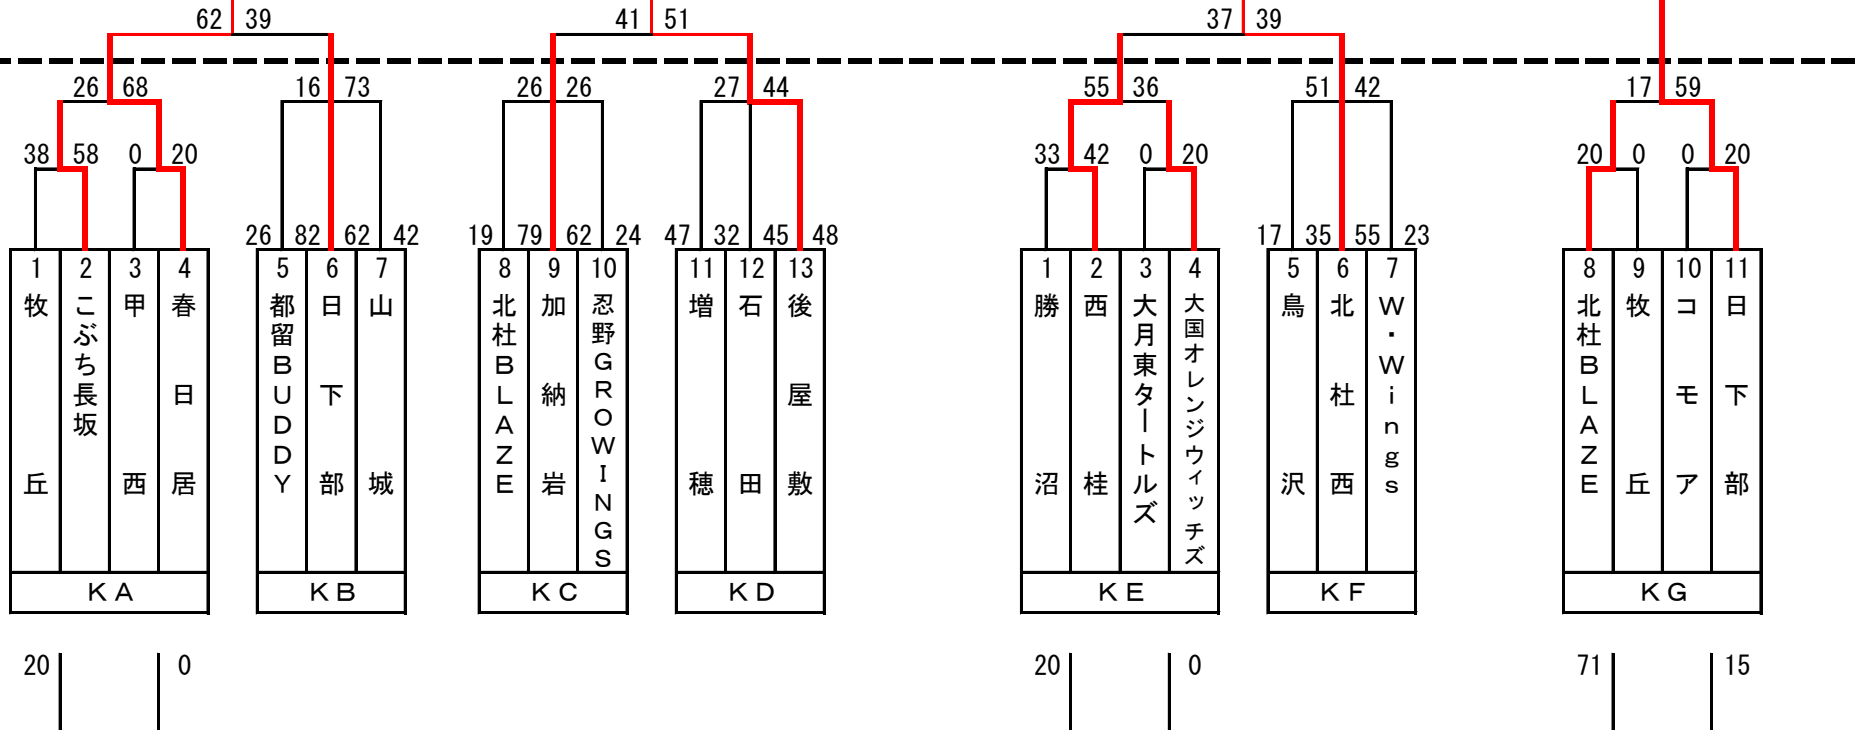 62 39 41 51 37 39
26 68 16 73 26 26 27 44 55 36 51 42 17 59
38 58 0 20 33 42 0 20 20 0 0 20
26 82 62 42 19 79 62 24 47 32 45 48 17 35 55 23
1 2 3 4 5 6 7 8 9 10 11 12 13 1 2 3 4 5 6 7 8 9 10 11
牧丘
こぶち長坂
甲西
春日居
都留BUDDY
日下部
山城
北杜BLAZE
加納岩
忍野GROWINGS
増穂
石田
後屋敷
勝沼
西桂
大月東タートルズ
大国オレンジウィッチズ
鳥沢
北杜西
W・Wings
北杜BLAZE
牧丘
コモア
日下部
KA KB KC KD KE KF KG
20 0 20 0 71 15